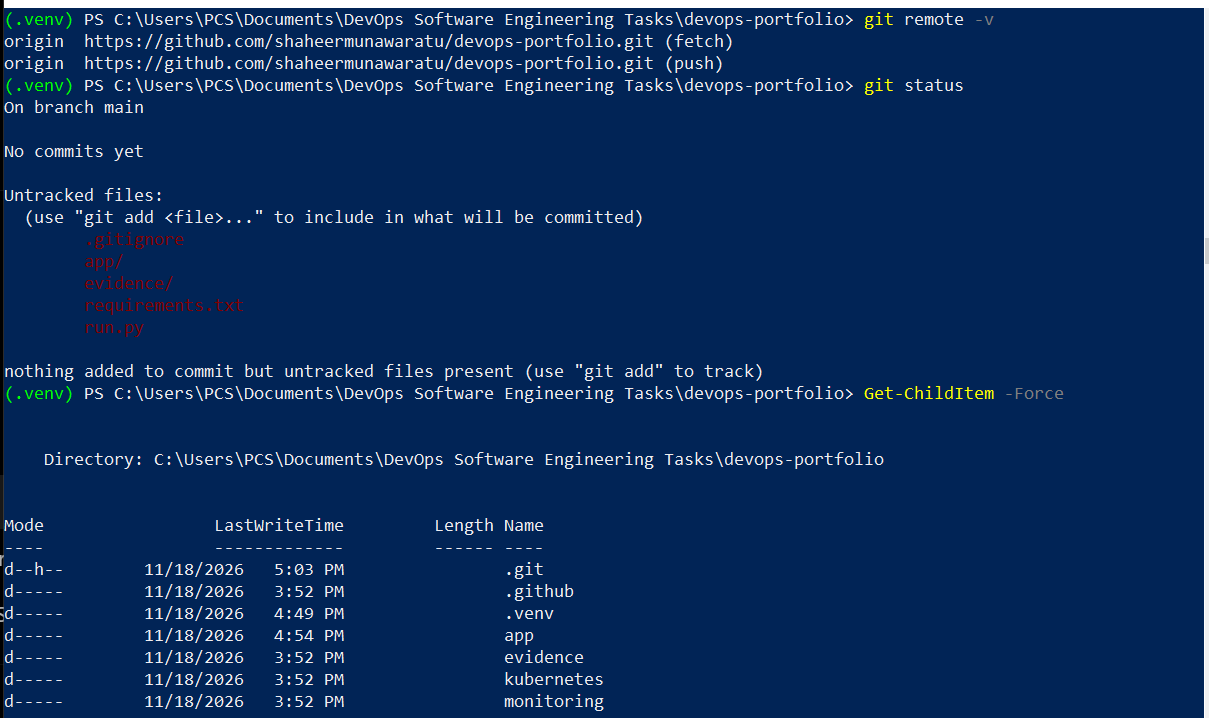 (.venv) PS C:\Users\PCS\Documents\DevOps Software Engineering Tasks\devops-portfolio> git remote -v
origin  https://github.com/shaheermunawaratu/devops-portfolio.git (fetch)
origin  https://github.com/shaheermunawaratu/devops-portfolio.git (push)
(.venv) PS C:\Users\PCS\Documents\DevOps Software Engineering Tasks\devops-portfolio> git status
On branch main
No commits yet
Untracked files:
  (use "git add <file>..." to include in what will be committed)
        .gitignore
        app/
        evidence/
        requirements.txt
        run.py
nothing added to commit but untracked files present (use "git add" to track)
(.venv) PS C:\Users\PCS\Documents\DevOps Software Engineering Tasks\devops-portfolio> Get-ChildItem -Force
    Directory: C:\Users\PCS\Documents\DevOps Software Engineering Tasks\devops-portfolio
Mode                 LastWriteTime         Length Name
----                 -------------         ------ ----
d--h--        11/18/2026   5:03 PM                .git
d-----        11/18/2026   3:52 PM                .github
d-----        11/18/2026   4:49 PM                .venv
d-----        11/18/2026   4:54 PM                app
d-----        11/18/2026   3:52 PM                evidence
d-----        11/18/2026   3:52 PM                kubernetes
d-----        11/18/2026   3:52 PM                monitoring